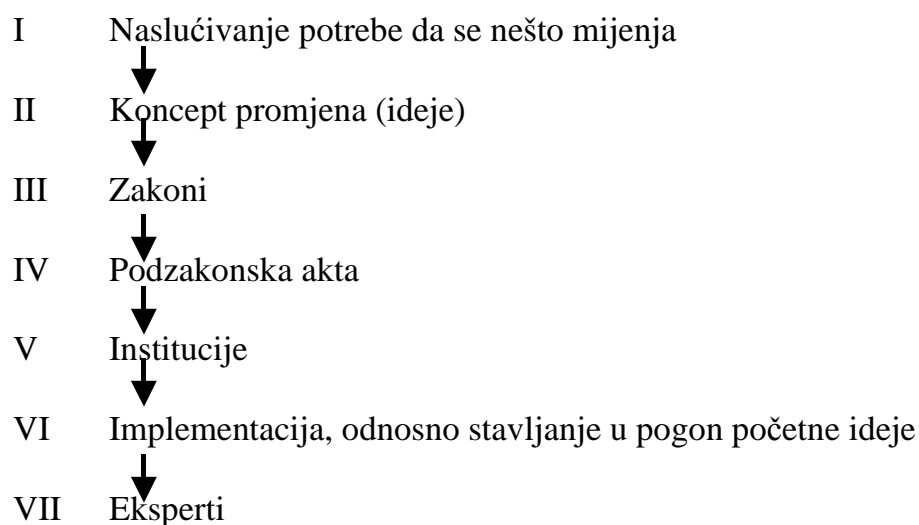 I Naslućivanje potrebe da se nešto mijenja
II Koncept promjena (ideje)
III Zakoni
IV Podzakonska akta
V Institucije
VI Implementacija, odnosno stavljanje u pogon početne ideje
VII Eksperti